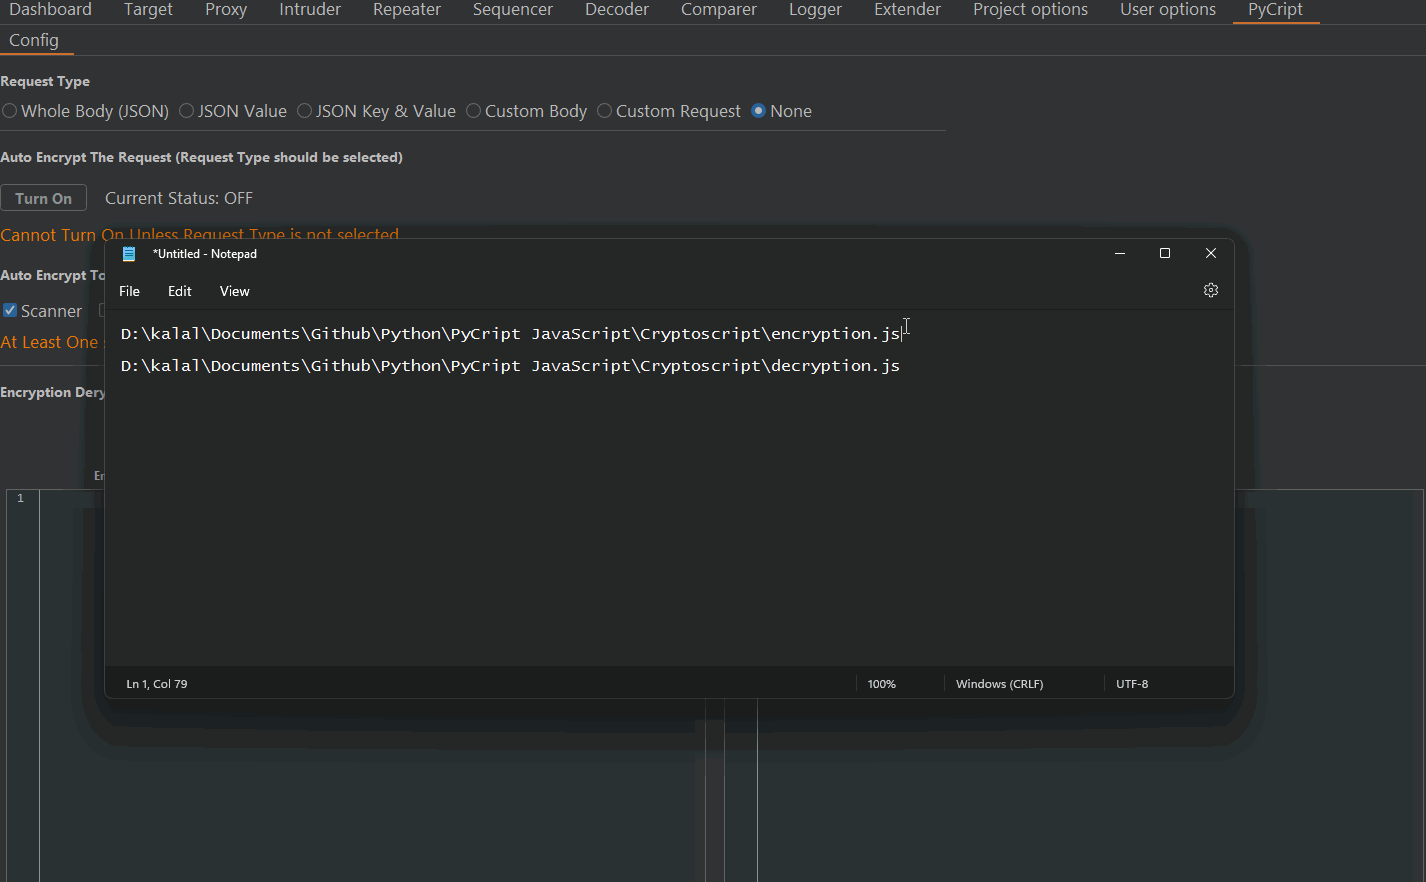 Dashboard Target Proxy Intruder Repeater Sequencer Decoder Comparer Logger Extender Project options User options PyCript
Config
Request Type
Whole Body (JSON) JSON Value JSON Key & Value Custom Body Custom Request None
Auto Encrypt The Request (Request Type should be selected)
Turn On Current Status: OFF
Cannot Turn On Unless Request Type is not selected
*Untitled - Notepad
Auto Encrypt To
File Edit View
Scanner
D:\kalal\Documents\Github\Python\PyCript JavaScript\Cryptoscript\encryption.js
At Least One
D:\kalal\Documents\Github\Python\PyCript JavaScript\Cryptoscript\decryption.js
Encryption Dery
En
1
Ln 1, Col 79 100% Windows (CRLF) UTF-8